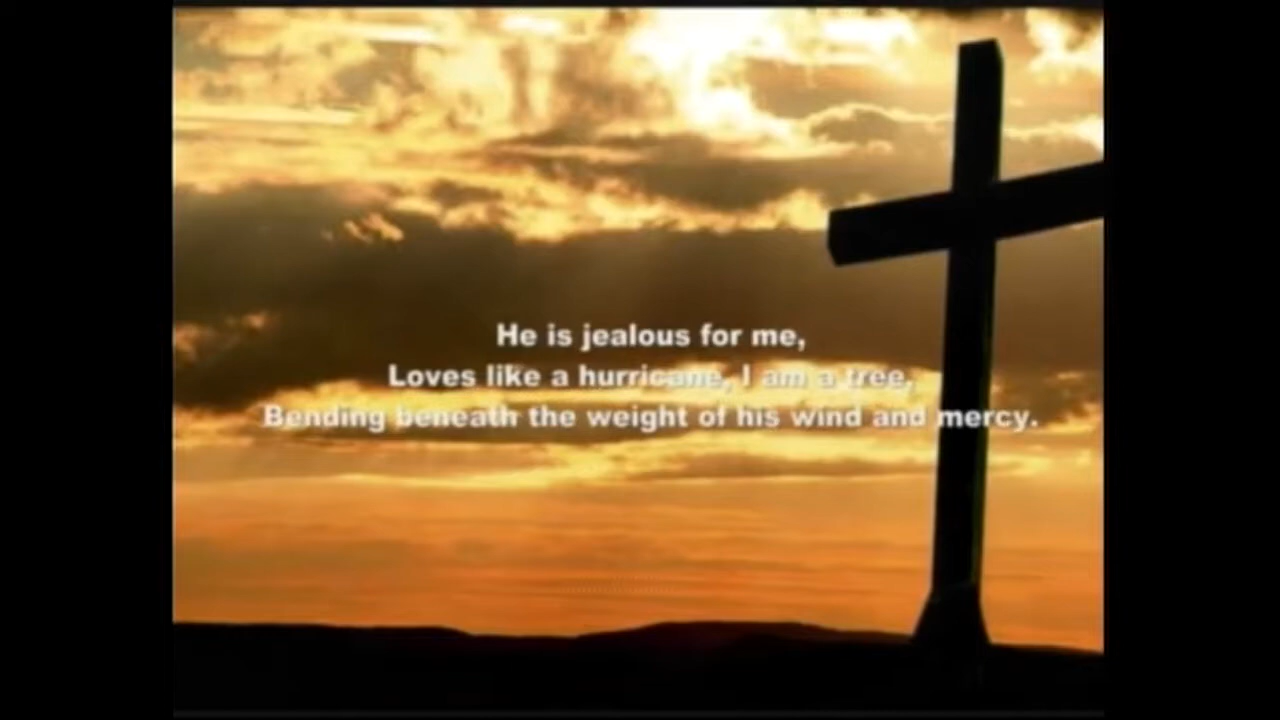 He is jealous for me,
Loves like a hurricane, I am a tree,
Bending beneath the weight of his wind and mercy.